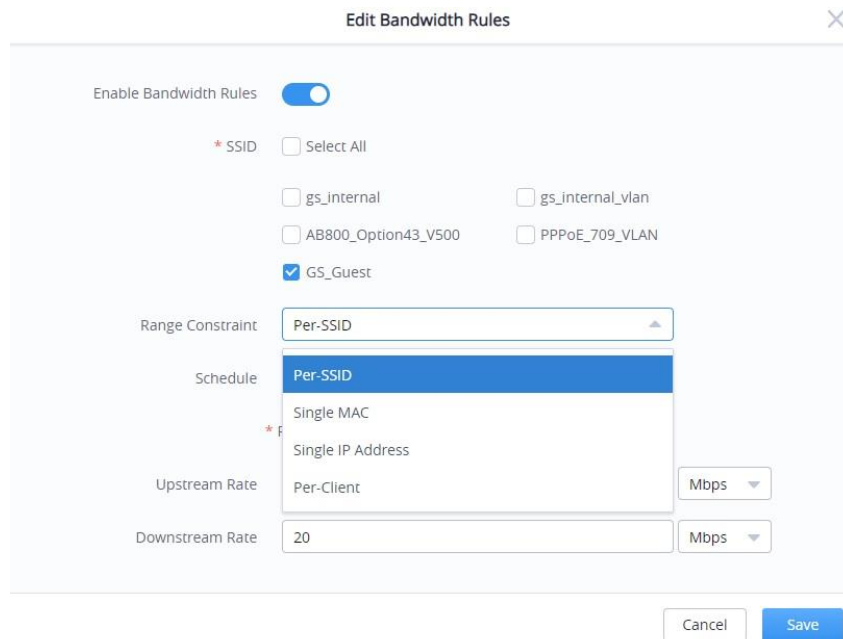 Edit Bandwidth Rules
Enable Bandwidth Rules
* SSID Select All
gs_internal gs_internal_vlan
AB800_Option43_V500 PPPoE_709_VLAN
GS_Guest
Range Constraint Per-SSID
Schedule Per-SSID
Single MAC
*
Single IP Address
Upstream Rate Per-Client Mbps
Downstream Rate 20 Mbps
Cancel Save